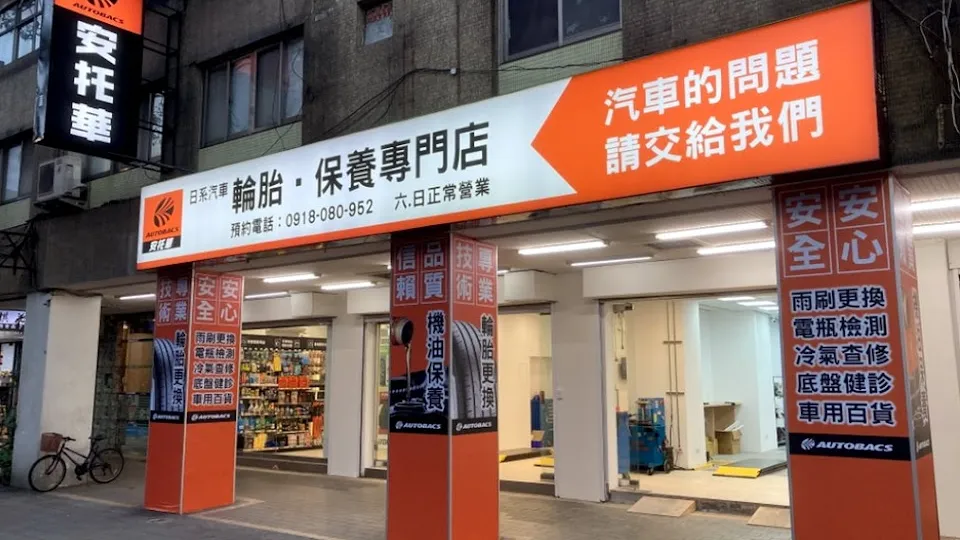 AUTOBACS
安托華
日系汽車 輪胎·保養專門店
預約電話：0918-080-952 六.日正常營業
AUTOBACS
安托華
汽車的問題
請交給我們
專業技術
輪胎更換
AUTOBACS
安心安全
雨刷更換
電瓶檢測
冷氣查修
底盤健診
車用百貨
AUTOBACS
品質信賴
機油保養
AUTOBACS
專業技術
輪胎更換
AUTOBACS
安心安全
雨刷更換
電瓶檢測
冷氣查修
底盤健診
車用百貨
AUTOBACS